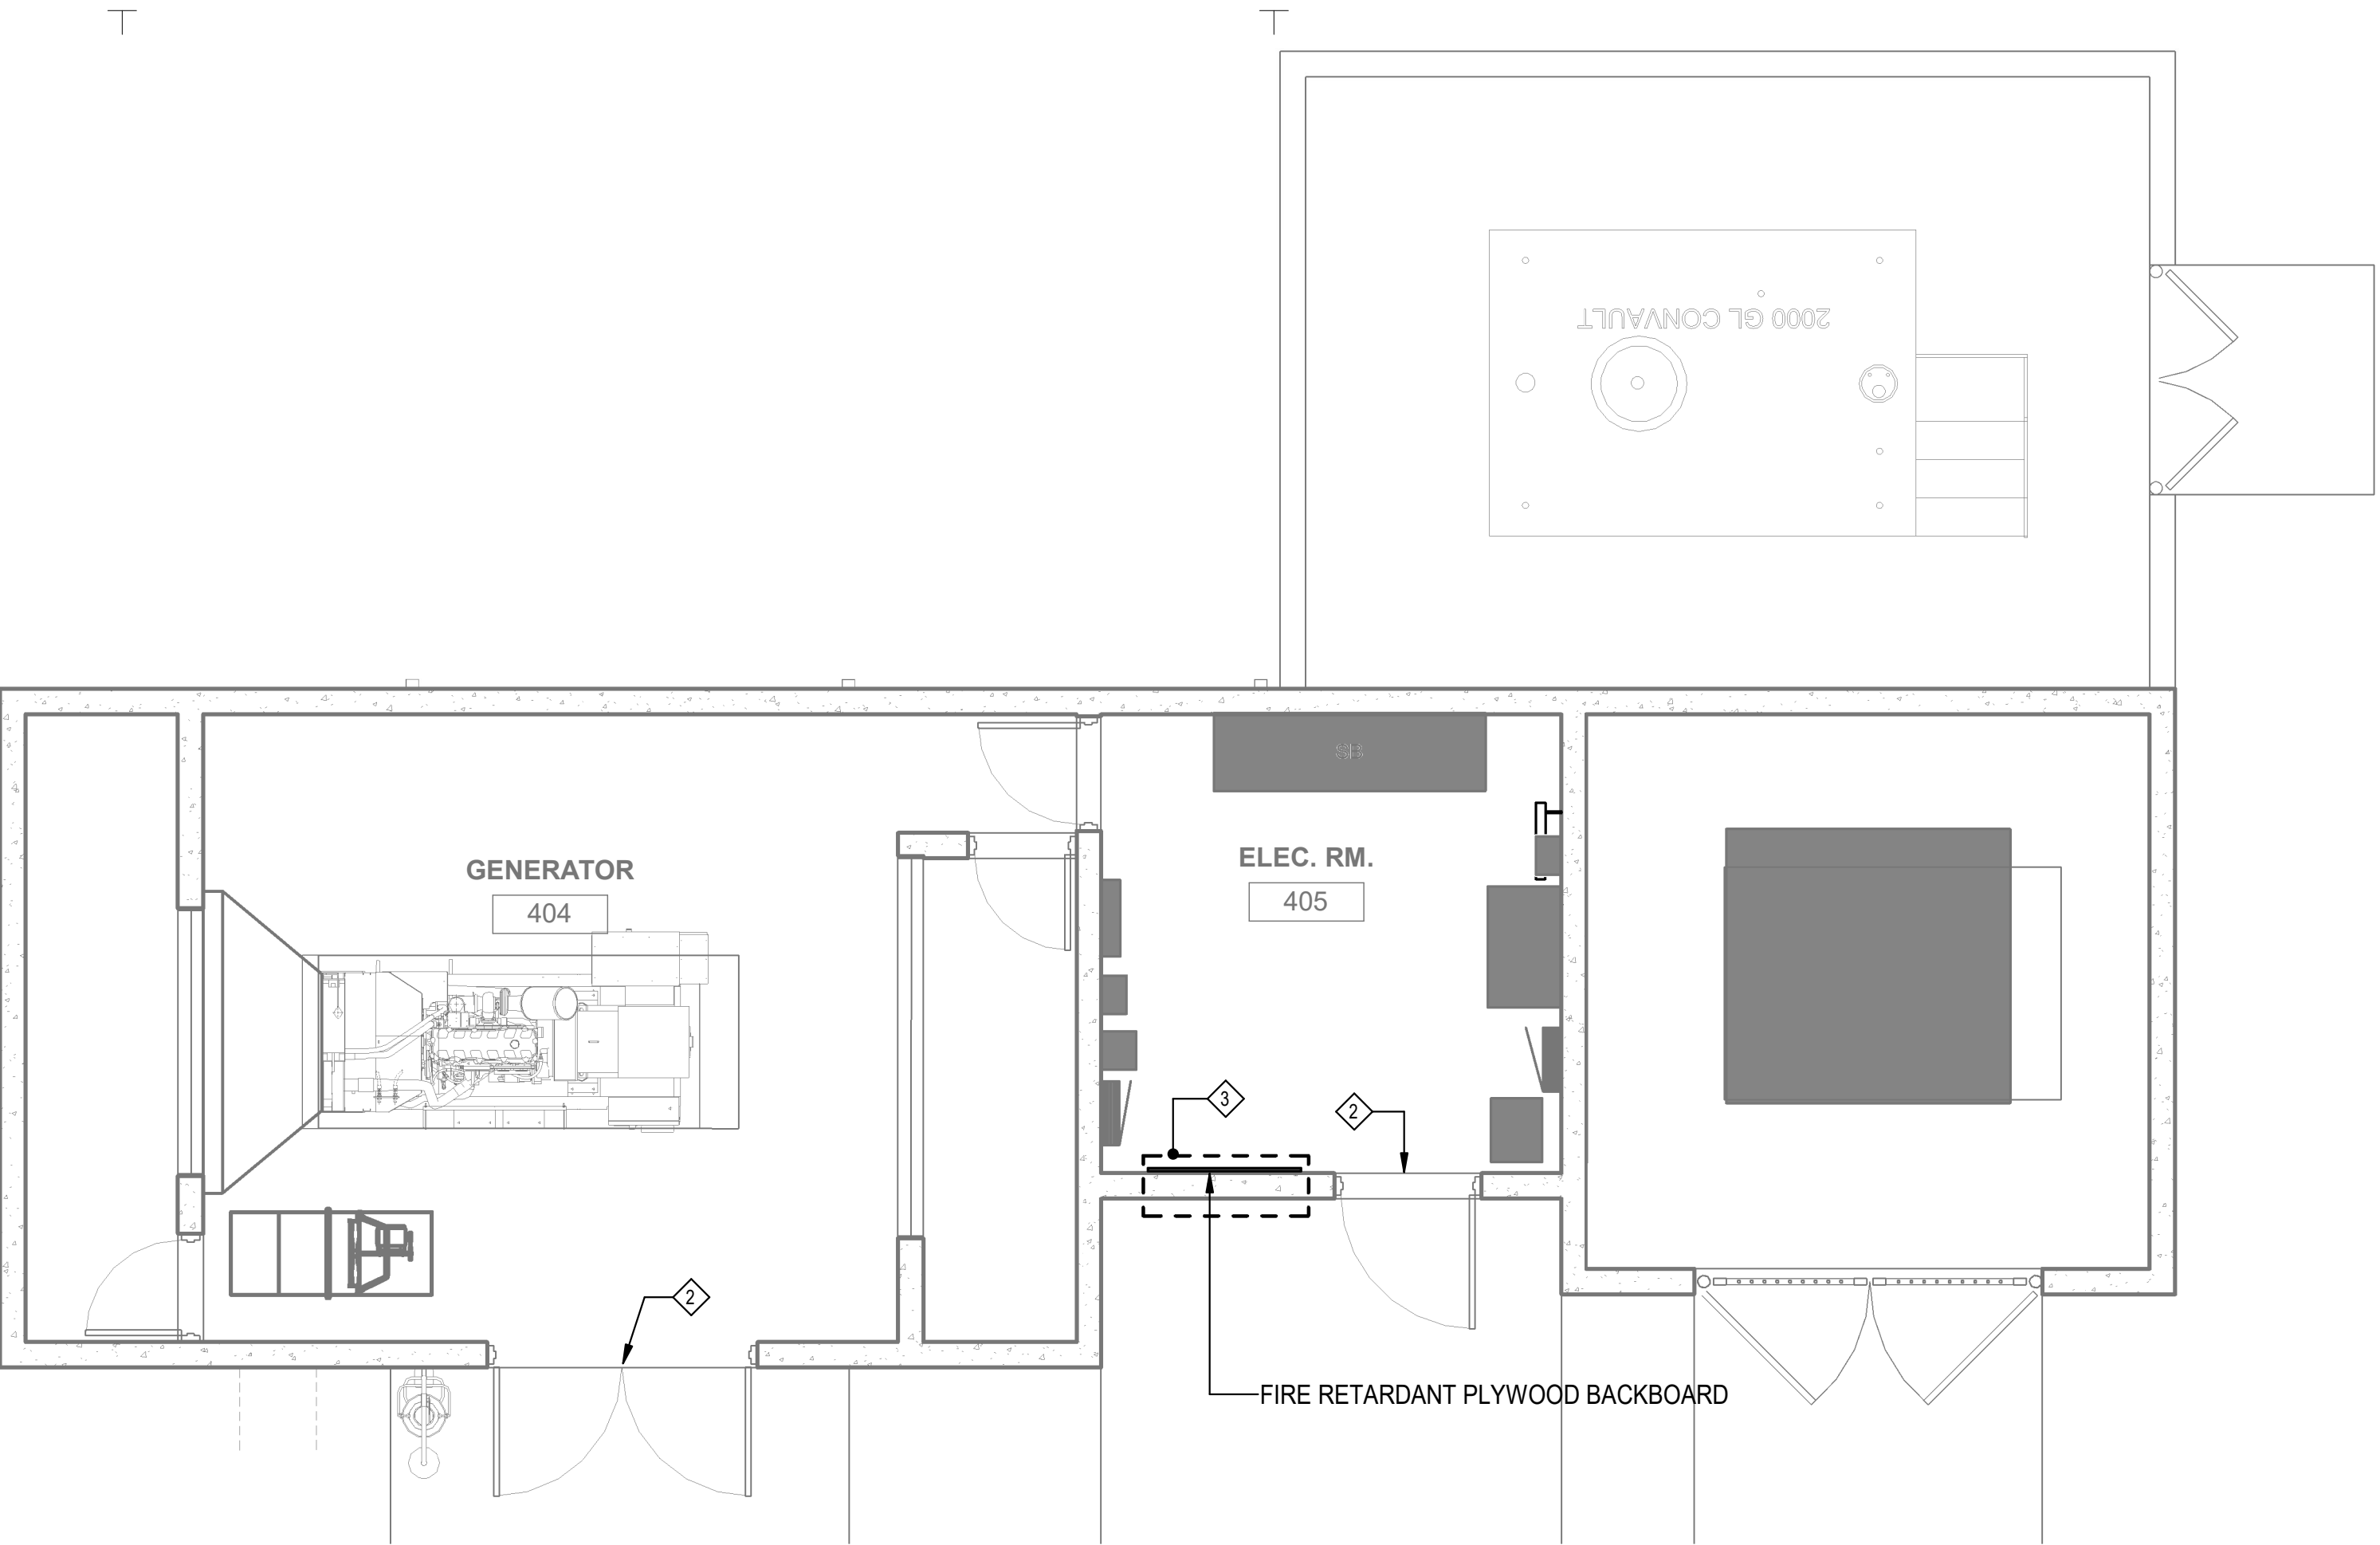 2000 GL CONVAULT
SB
GENERATOR
404
ELEC. RM.
405
3
2
2
FIRE RETARDANT PLYWOOD BACKBOARD